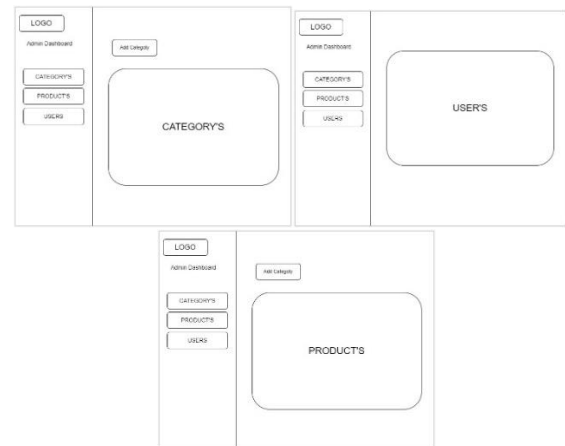 LOGO
Admin Dashboard
Add Category
CATEGORY'S
PRODUCT'S
USERS
CATEGORY'S
LOGO
Admin Dashboard
CATEGORY'S
PRODUCT'S
USERS
USER'S
LOGO
Admin Dashboard
Add Category
CATEGORY'S
PRODUCT'S
USERS
PRODUCT'S